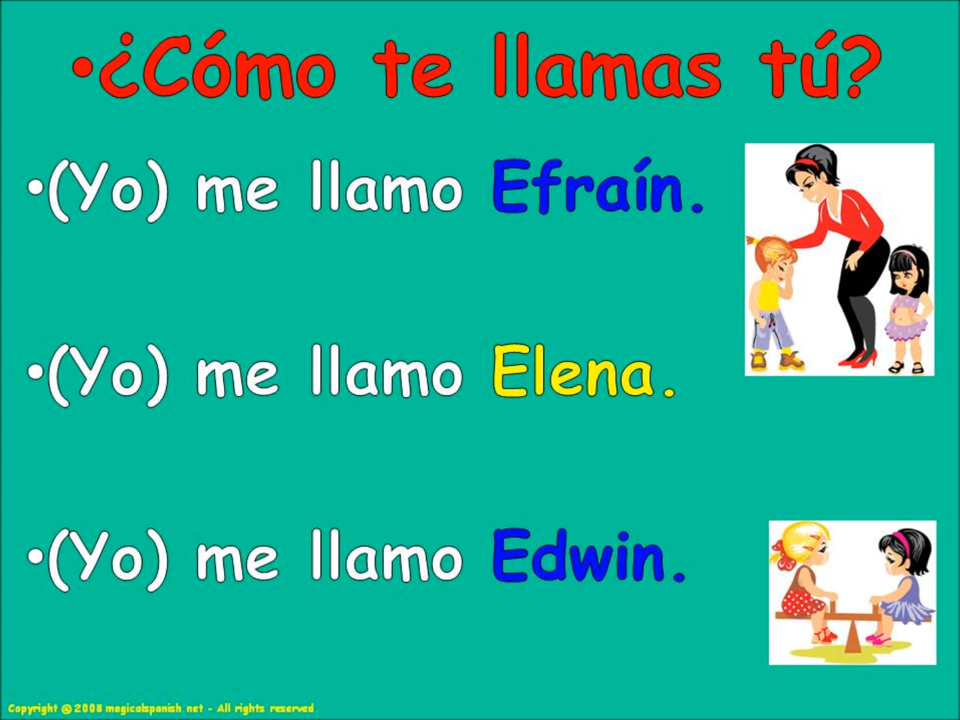 •¿Cómo te llamas tú?
•(Yo) me llamo Efraín.
•(Yo) me llamo Elena.
•(Yo) me llamo Edwin.
Copyright © 2008 magicalspanish.net - All rights reserved.